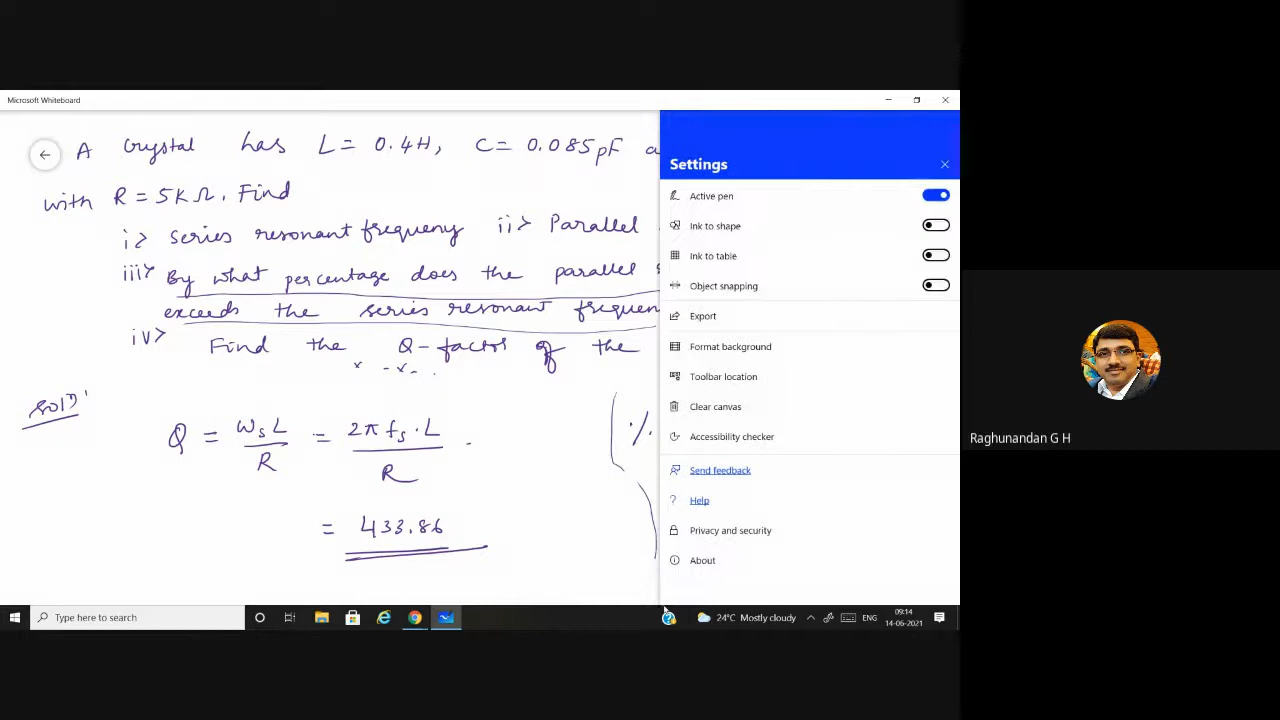 Microsoft Whiteboard
A crystal has L = 0.4H, C = 0.085pF a
with R = 5KΩ. Find
i> series resonant frequeny ii> Parallel
iii> By what percentage does the parallel
exceeds the series resonant frequen
iv> Find the Q-factor of the
Soln
Q = ωsL/R = 2π fs . L/R
= 433.86
Settings
Active pen
Ink to shape
Ink to table
Object snapping
Export
Format background
Toolbar location
Clear canvas
Accessibility checker
Send feedback
Help
Privacy and security
About
Type here to search
24°C Mostly cloudy
ENG
09:14
14-06-2021
Raghunandan G H